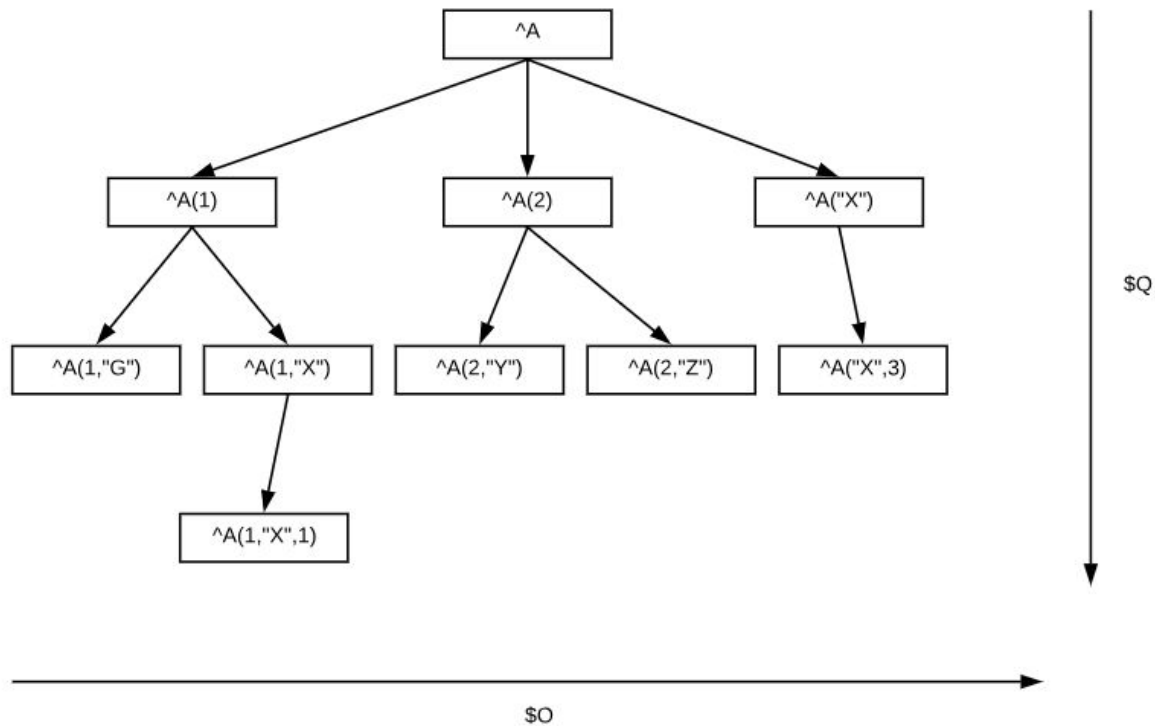 ^A
^A(1)
^A(2)
^A("X")
$Q
^A(1,"G")
^A(1,"X")
^A(2,"Y")
^A(2,"Z")
^A("X",3)
^A(1,"X",1)
$O